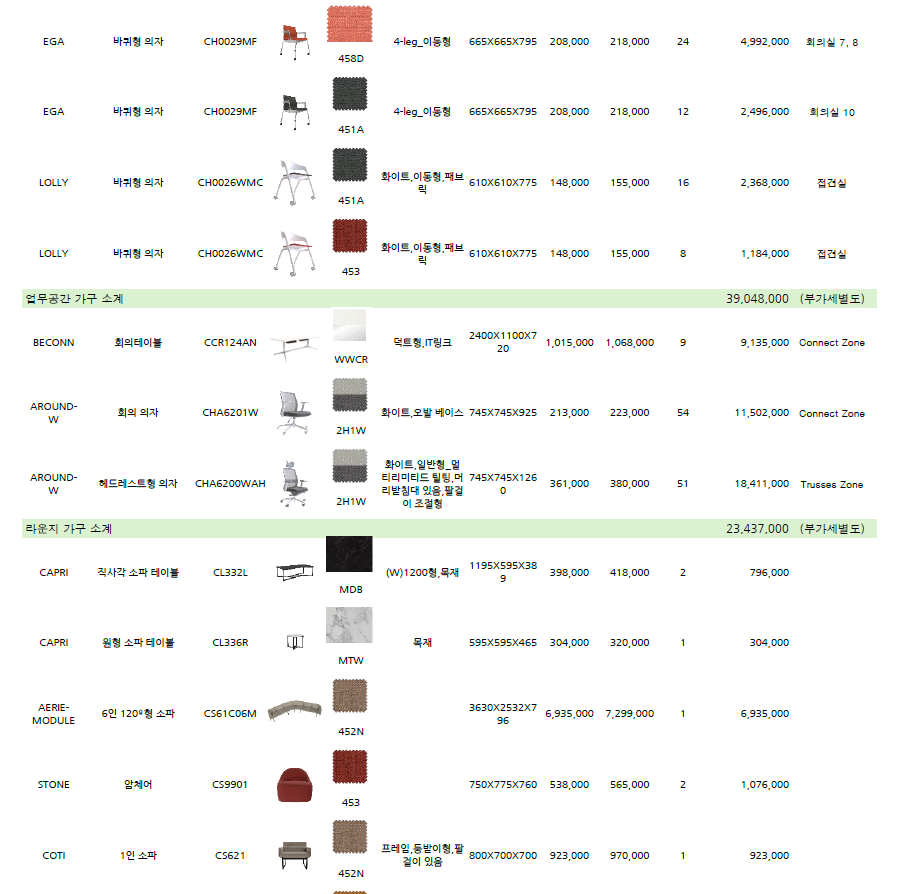 EGA 바퀴형 의자 CH0029MF 458D 4-leg_이동형 665X665X795 208,000 218,000 24 4,992,000 회의실 7, 8
EGA 바퀴형 의자 CH0029MF 451A 4-leg_이동형 665X665X795 208,000 218,000 12 2,496,000 회의실 10
LOLLY 바퀴형 의자 CH0026WMC 451A 화이트,이동형,패브
릭 610X610X775 148,000 155,000 16 2,368,000 접견실
LOLLY 바퀴형 의자 CH0026WMC 453 화이트,이동형,패브
릭 610X610X775 148,000 155,000 8 1,184,000 접견실
업무공간 가구 소계 39,048,000 (부가세별도)
BECONN 회의테이블 CCR124AN WWCR 덕트형,IT링크 2400X1100X7
20 1,015,000 1,068,000 9 9,135,000 Connect Zone
AROUND-
W 회의 의자 CHA6201W 2H1W 화이트,오발 베이스 745X745X925 213,000 223,000 54 11,502,000 Connect Zone
AROUND-
W 헤드레스트형 의자 CHA6200WAH 2H1W 화이트,일반형_멀
티리미티드 틸팅,머
리받침대 있음,팔걸
이 조절형 745X745X126
0 361,000 380,000 51 18,411,000 Trusses Zone
라운지 가구 소계 23,437,000 (부가세별도)
CAPRI 직사각 소파 테이블 CL332L MDB (W)1200형,목재 1195X595X38
9 398,000 418,000 2 796,000
CAPRI 원형 소파 테이블 CL336R MTW 목재 595X595X465 304,000 320,000 1 304,000
AERIE-
MODULE 6인 120º형 소파 CS61C06M 452N 3630X2532X7
96 6,935,000 7,299,000 1 6,935,000
STONE 암체어 CS9901 453 750X775X760 538,000 565,000 2 1,076,000
COTI 1인 소파 CS621 452N 프레임,등받이형,팔
걸이 있음 800X700X700 923,000 970,000 1 923,000